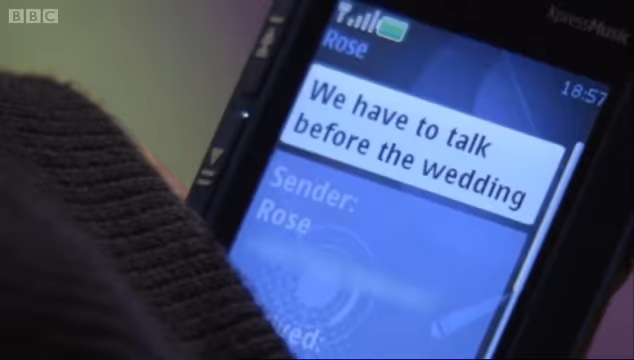 BBC
XpressMusic
Rose
18:57
We have to talk
before the wedding
Sender:
Rose